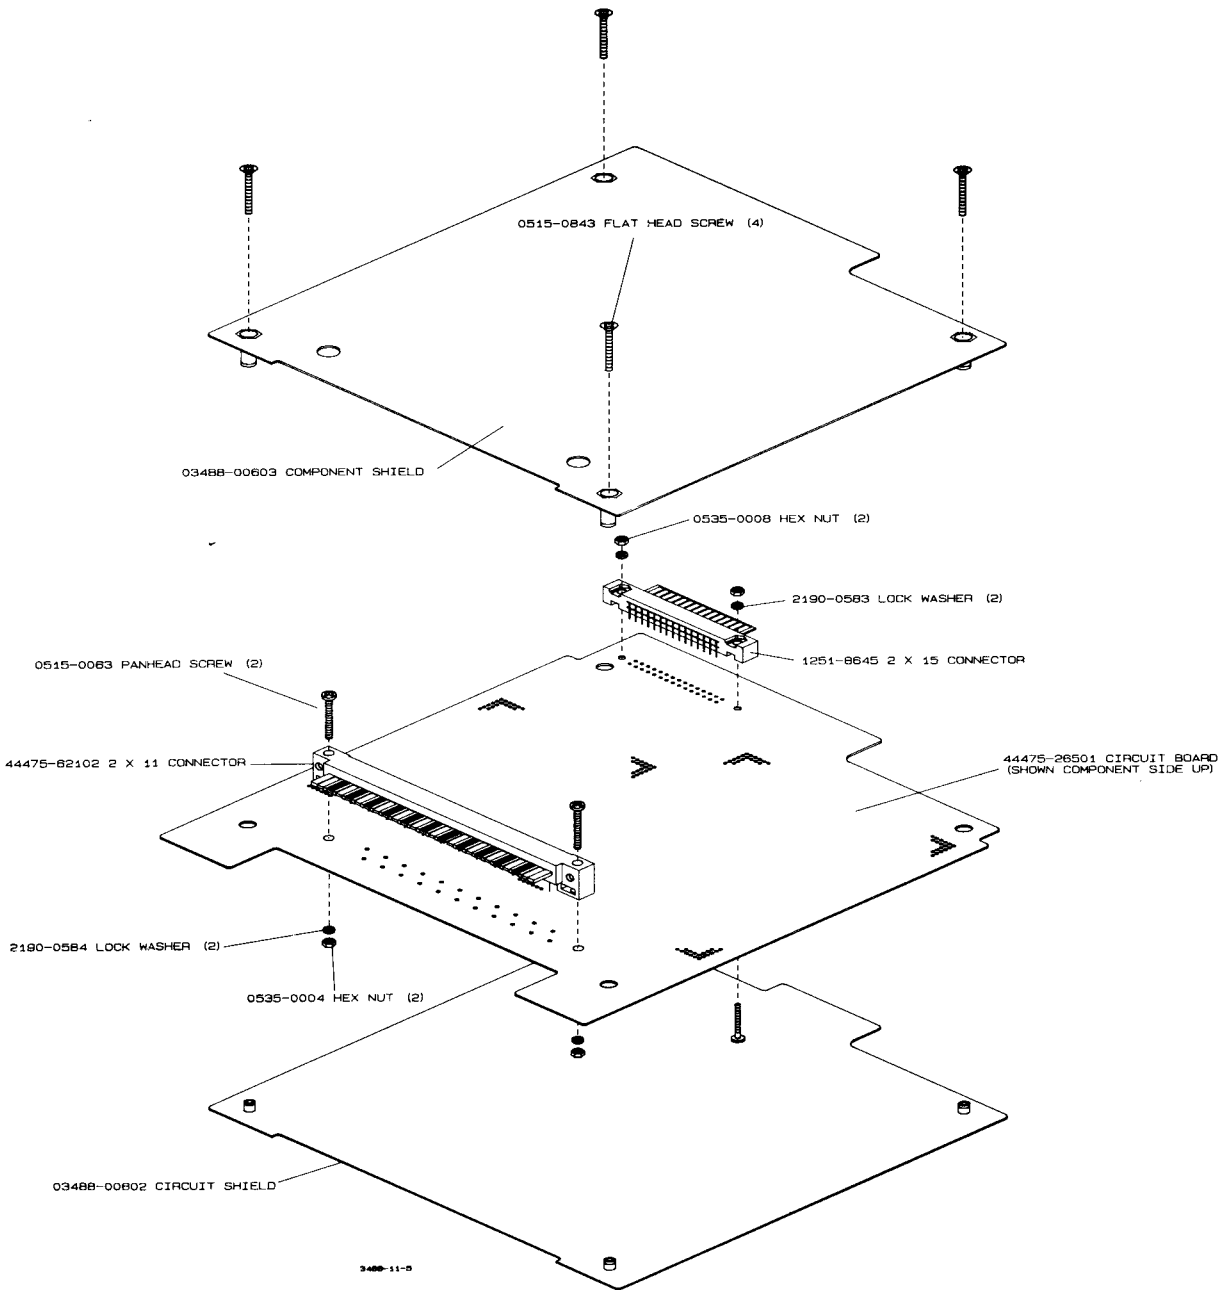 0515-0843 FLAT HEAD SCREW (4)
03488-00603 COMPONENT SHIELD
0535-0008 HEX NUT (2)
2190-0583 LOCK WASHER (2)
0515-0063 PANHEAD SCREW (2)
1251-8645 2 X 15 CONNECTOR
44475-62102 2 X 11 CONNECTOR
44475-26501 CIRCUIT BOARD
(SHOWN COMPONENT SIDE UP)
2190-0584 LOCK WASHER (2)
0535-0004 HEX NUT (2)
03488-00602 CIRCUIT SHIELD